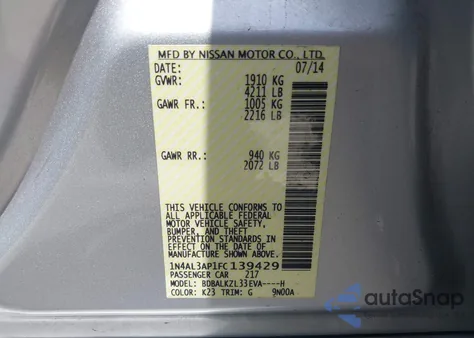 MFD BY NISSAN MOTOR CO., LTD.
DATE: 07/14
GVWR: 1910 KG
4211 LB
GAWR FR.: 1005 KG
2216 LB
GAWR RR.: 940 KG
2072 LB
THIS VEHICLE CONFORMS TO
ALL APPLICABLE FEDERAL
MOTOR VEHICLE SAFETY,
BUMPER, AND THEFT
PREVENTION STANDARDS IN
EFFECT ON THE DATE OF
MANUFACTURE SHOWN ABOVE.
1N4AL3AP1FC139429
PASSENGER CAR 217
MODEL: BDBALKZL33EVA----H
COLOR: K23 TRIM: G 9N00A
autoSnap